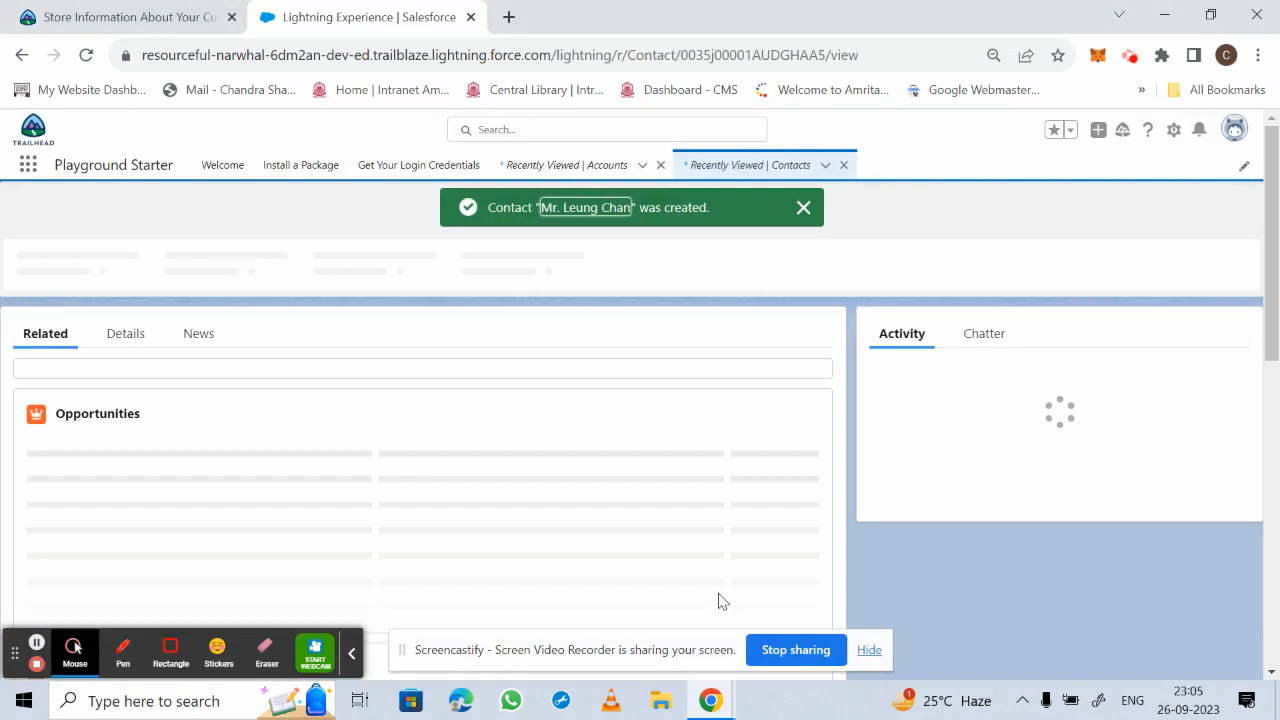 Store Information About Your Cu
Lightning Experience | Salesforce
resourceful-narwhal-6dm2an-dev-ed.trailblaze.lightning.force.com/lightning/r/Contact/0035j00001AUDGHAA5/view
C
My Website Dashb...
Mail - Chandra Sha...
Home | Intranet Am...
Central Library | Intr...
Dashboard - CMS
Welcome to Amrita...
Google Webmaster...
»
All Bookmarks
TRAILHEAD
Search...
Playground Starter
Welcome
Install a Package
Get Your Login Credentials
* Recently Viewed | Accounts
* Recently Viewed | Contacts
Contact "Mr. Leung Chan" was created.
Related
Details
News
Activity
Chatter
Opportunities
Mouse
Pen
Rectangle
Stickers
Eraser
START WEBCAM
Screencastify - Screen Video Recorder is sharing your screen.
Stop sharing
Hide
Type here to search
1
25°C Haze
ENG
23:05
26-09-2023